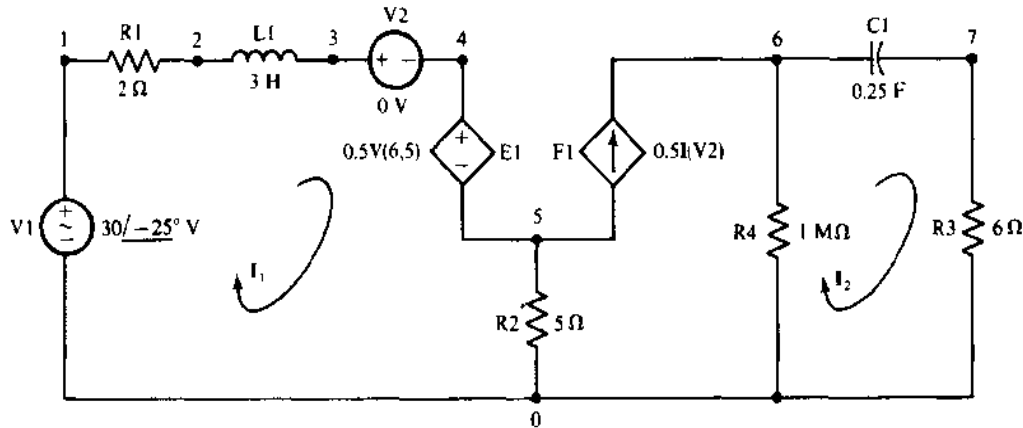 V2
1
R1
2
L1
3
+ −
4
6
C1
7
2 Ω
3 H
0 V
0.25 F
0.5V(6,5)
+
−
E1
F1
0.5I(V2)
V1
+
~
−
30/−25° V
5
R4
1 MΩ
R3
6 Ω
I₁
I₂
R2
5 Ω
0